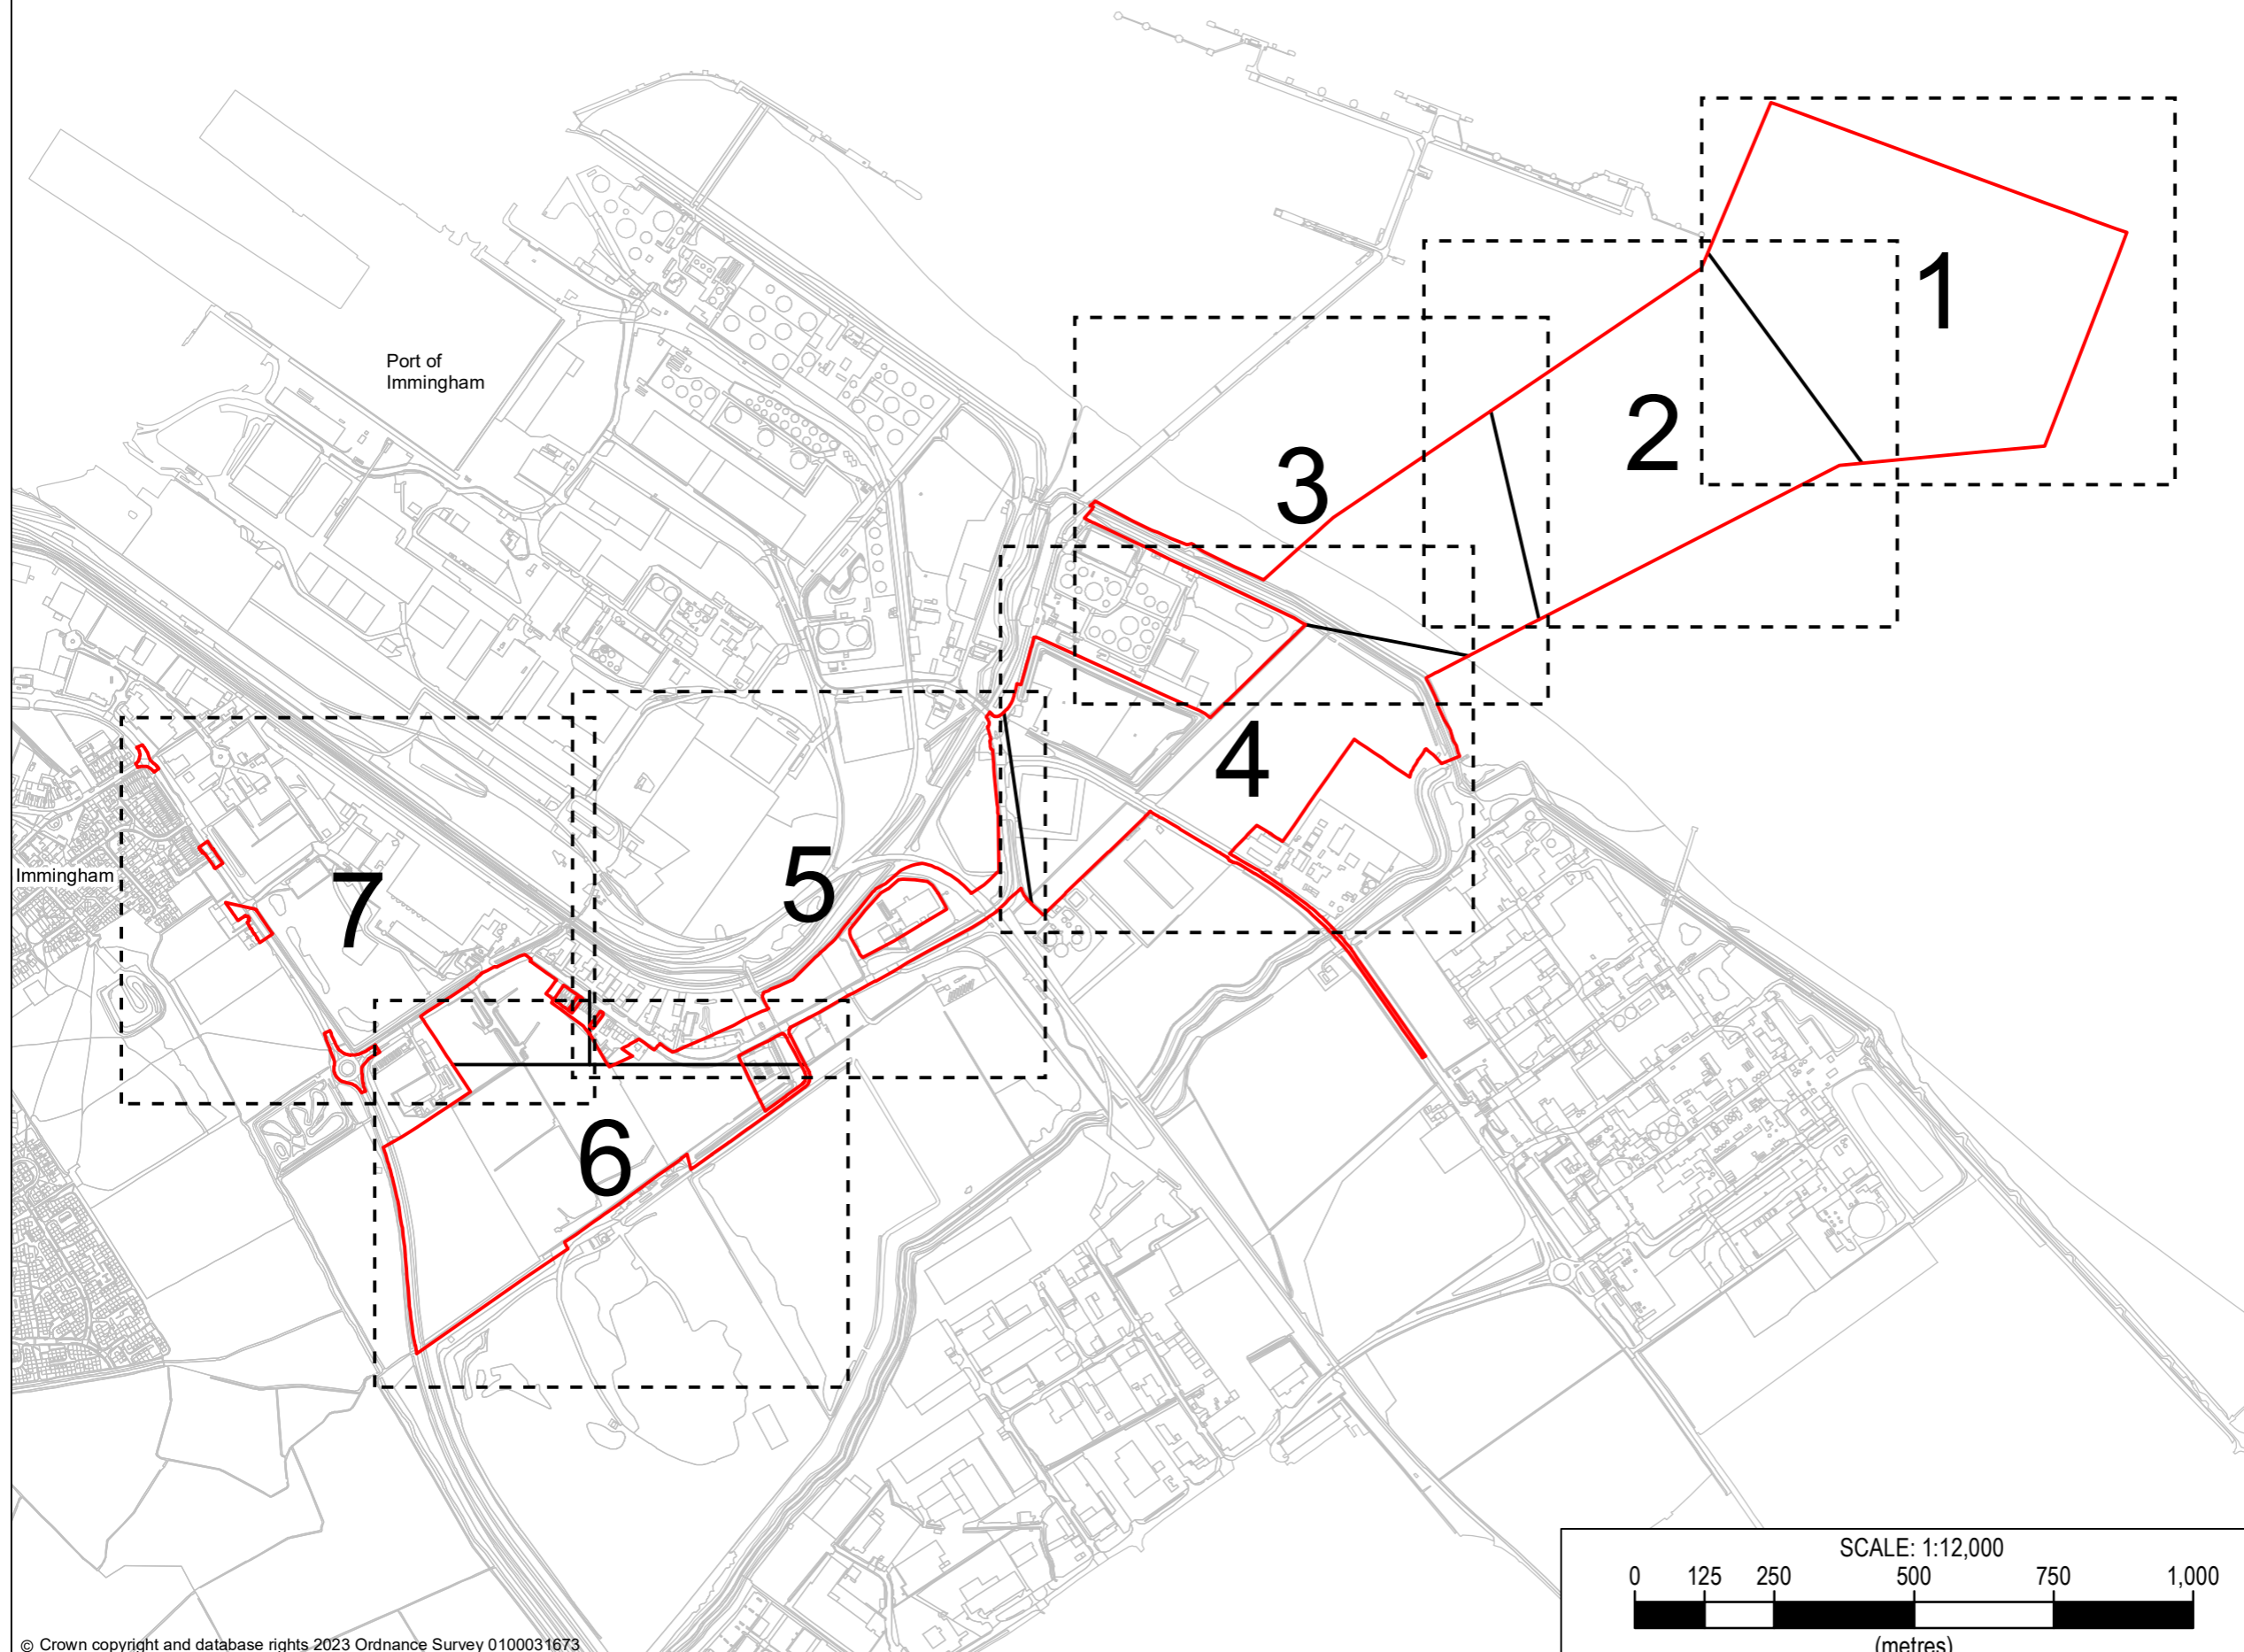 1
Port of
Immingham
2
3
4
5
Immingham
7
6
SCALE: 1:12,000
0 125 250 500 750 1,000
(metres)
© Crown copyright and database rights 2023 Ordnance Survey 0100031673